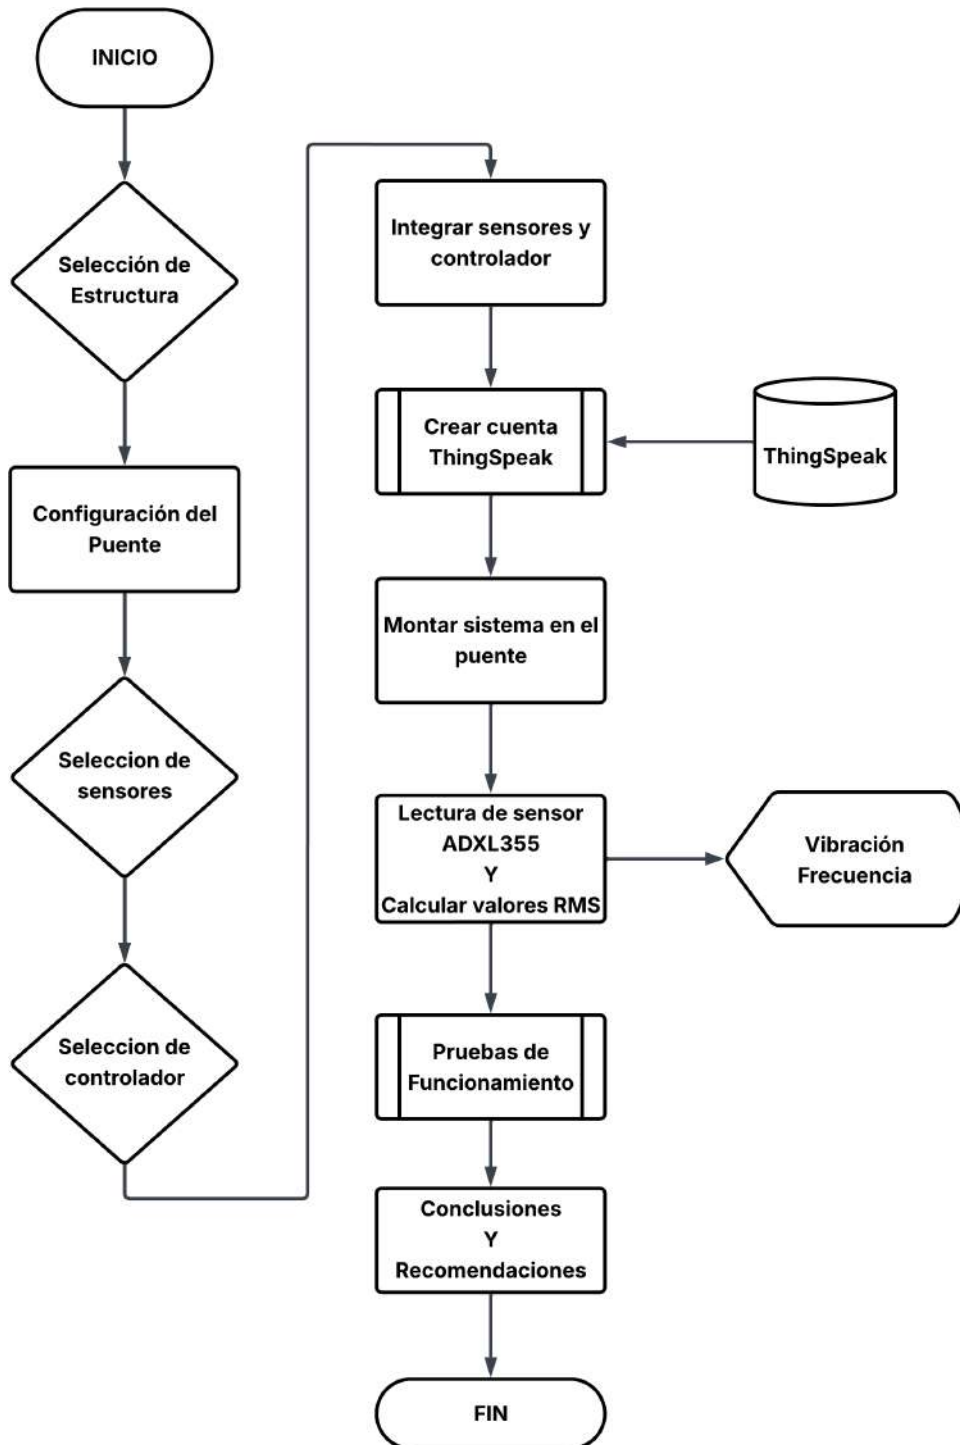 INICIO
Selección de
Estructura
Configuración del
Puente
Seleccion de
sensores
Seleccion de
controlador
Integrar sensores y
controlador
Crear cuenta
ThingSpeak
ThingSpeak
Montar sistema en el
puente
Lectura de sensor
ADXL355
Y
Calcular valores RMS
Vibración
Frecuencia
Pruebas de
Funcionamiento
Conclusiones
Y
Recomendaciones
FIN